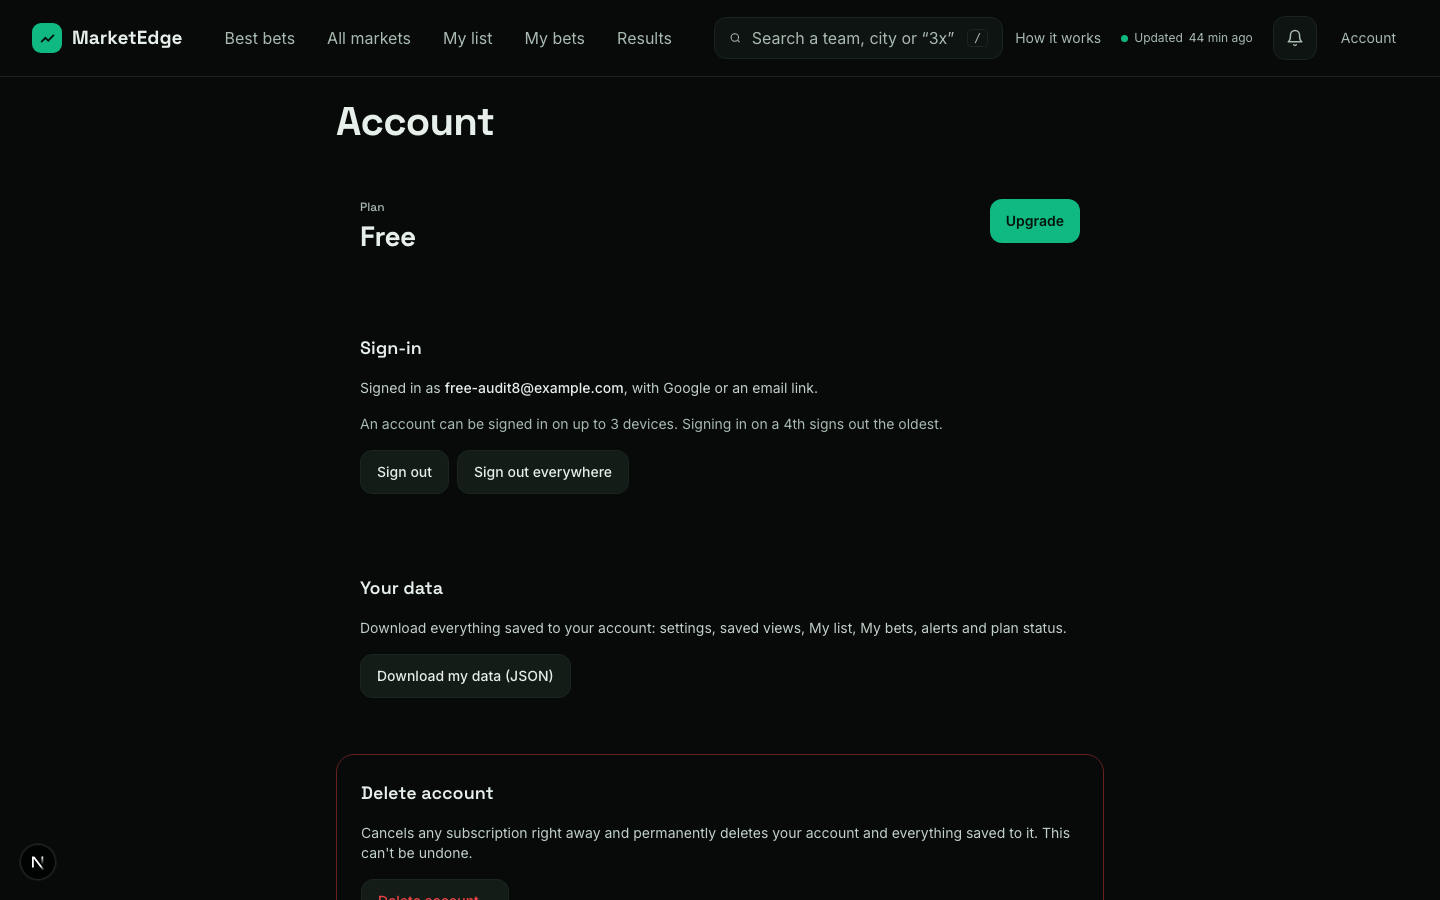 MarketEdge
Best bets
All markets
My list
My bets
Results
Search a team, city or “3x”
/
How it works
Updated 44 min ago
Account
Account
Plan
Free
Upgrade
Sign-in
Signed in as free-audit8@example.com, with Google or an email link.
An account can be signed in on up to 3 devices. Signing in on a 4th signs out the oldest.
Sign out
Sign out everywhere
Your data
Download everything saved to your account: settings, saved views, My list, My bets, alerts and plan status.
Download my data (JSON)
Delete account
Cancels any subscription right away and permanently deletes your account and everything saved to it. This
can't be undone.
Delete account